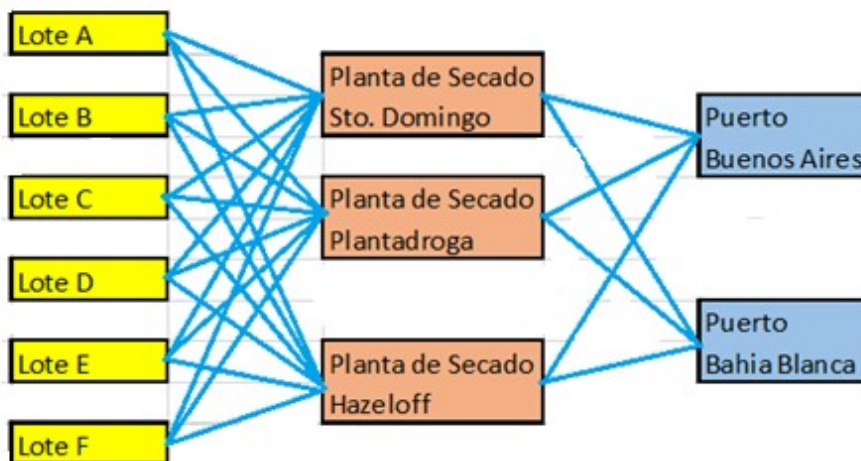 Lote A
Lote B
Lote C
Lote D
Lote E
Lote F
Planta de Secado
Sto. Domingo
Planta de Secado
Plantadroga
Planta de Secado
Hazeloff
Puerto
Buenos Aires
Puerto
Bahia Blanca